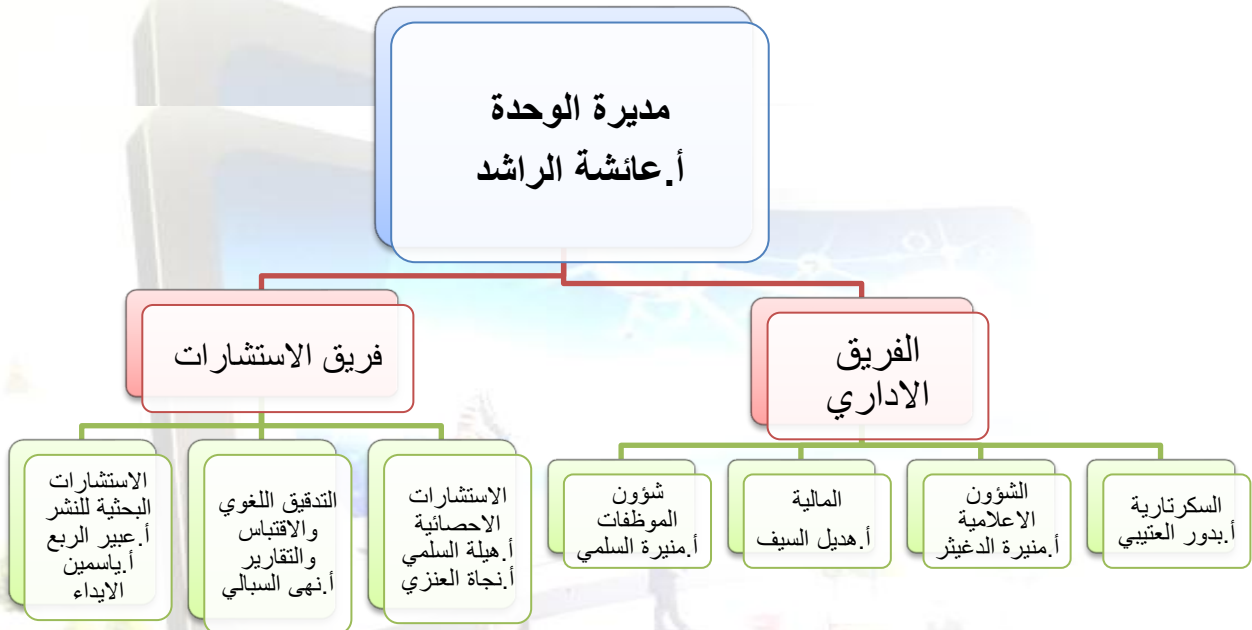 مديرة الوحدة
أ.عائشة الراشد
الفريق
الاداري
فريق الاستشارات
السكرتارية
أ.بدور العتيبي
الشؤون
الاعلامية
أ.منيرة الدغيثر
المالية
أ.هديل السيف
شؤون
الموظفات
أ.منيرة السلمي
الاستشارات
الاحصائية
أ.هيلة السلمي
أ.نجاة العنزي
التدقيق اللغوي
والاقتباس
والتقارير
أ.نهى السبالي
الاستشارات
البحثية للنشر
أ.عبير الربع
أ.ياسمين
الايداء